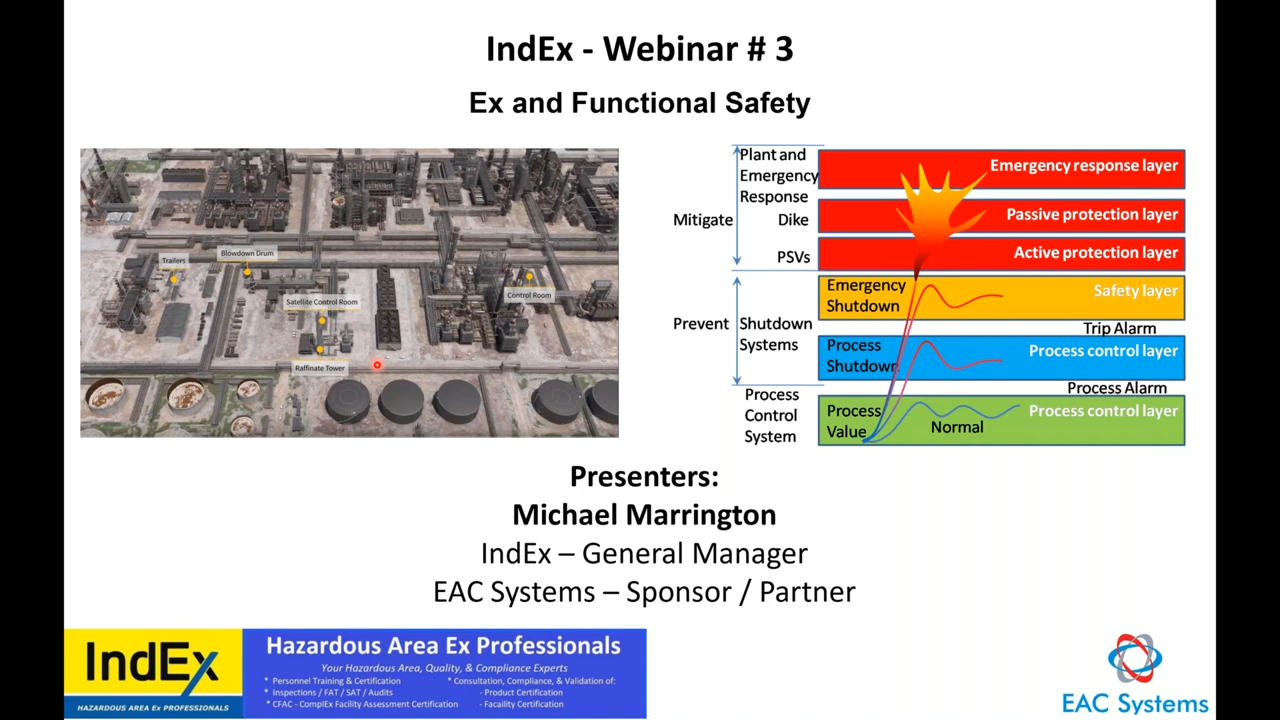 IndEx - Webinar # 3
Ex and Functional Safety
Trailers
Blowdown Drum
Satellite Control Room
Control Room
Raffinate Tower
Plant and
Emergency
Response
Mitigate
Dike
PSVs
Prevent
Shutdown
Systems
Process
Control
System
Emergency response layer
Passive protection layer
Active protection layer
Emergency
Shutdown
Safety layer
Trip Alarm
Process
Shutdown
Process control layer
Process Alarm
Process
Value
Normal
Process control layer
Presenters:
Michael Marrington
IndEx – General Manager
EAC Systems – Sponsor / Partner
IndEx
HAZARDOUS AREA Ex PROFESSIONALS
Hazardous Area Ex Professionals
Your Hazardous Area, Quality, & Compliance Experts
* Personnel Training & Certification
* Inspections / FAT / SAT / Audits
* CFAC - ComplEx Facility Assessment Certification
* Consultation, Compliance, & Validation of:
- Product Certification
- Facaility Certification
EAC Systems